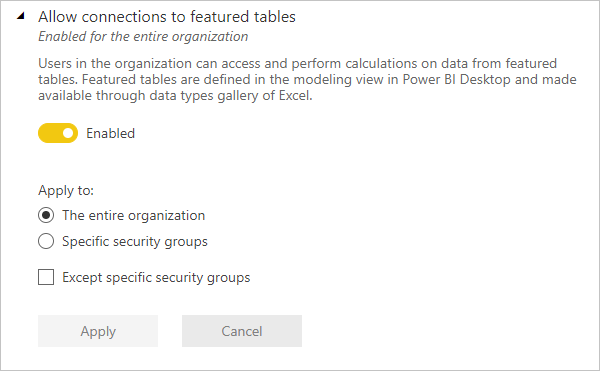 Allow connections to featured tables
Enabled for the entire organization
Users in the organization can access and perform calculations on data from featured
tables. Featured tables are defined in the modeling view in Power BI Desktop and made
available through data types gallery of Excel.
Enabled
Apply to:
The entire organization
Specific security groups
Except specific security groups
Apply
Cancel